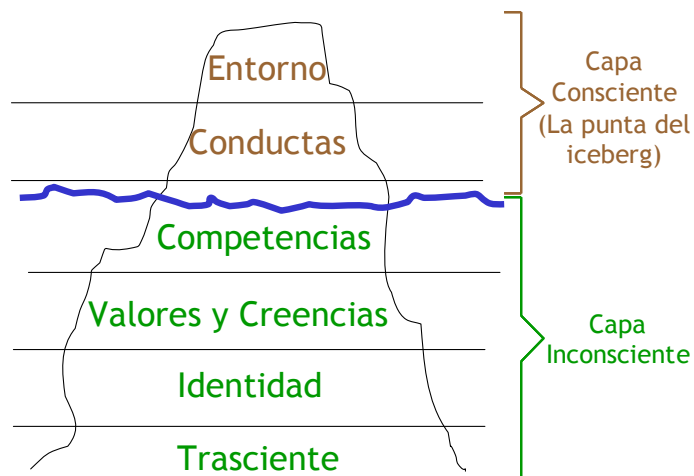 Entorno
Conductas
Competencias
Valores y Creencias
Identidad
Trasciente
Capa
Consciente
(La punta del
iceberg)
Capa
Inconsciente